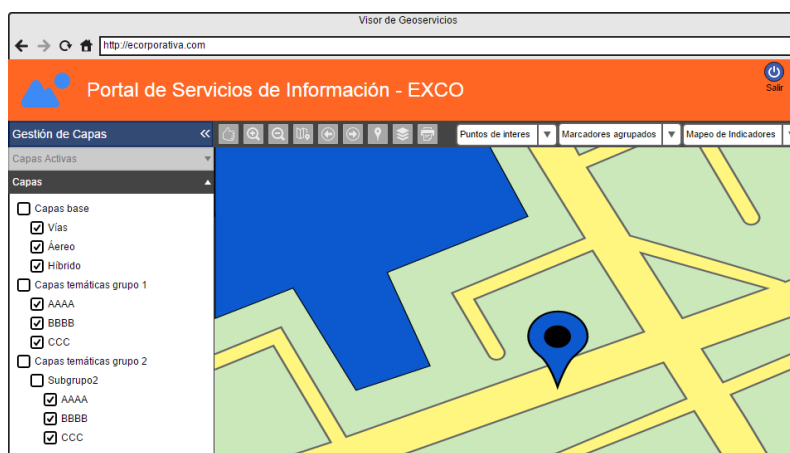 Visor de Geoservicios
http://ecorporativa.com
Portal de Servicios de Información - EXCO
Salir
Gestión de Capas
Puntos de interes
Marcadores agrupados
Mapeo de Indicadores
Capas Activas
Capas
Capas base
Vías
Áereo
Híbrido
Capas temáticas grupo 1
AAAA
BBBB
CCC
Capas temáticas grupo 2
Subgrupo2
AAAA
BBBB
CCC